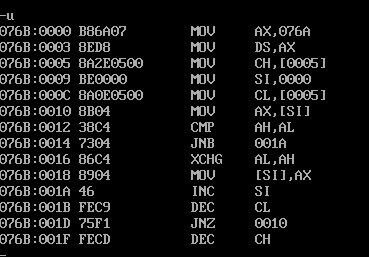 -u
076B:0000 B86A07 MOV AX,076A
076B:0003 8ED8 MOV DS,AX
076B:0005 8A2E0500 MOV CH,[0005]
076B:0009 BE0000 MOV SI,0000
076B:000C 8A0E0500 MOV CL,[0005]
076B:0010 8B04 MOV AX,[SI]
076B:0012 38C4 CMP AH,AL
076B:0014 7304 JNB 001A
076B:0016 86C4 XCHG AL,AH
076B:0018 8904 MOV [SI],AX
076B:001A 46 INC SI
076B:001B FEC9 DEC CL
076B:001D 75F1 JNZ 0010
076B:001F FECD DEC CH
-